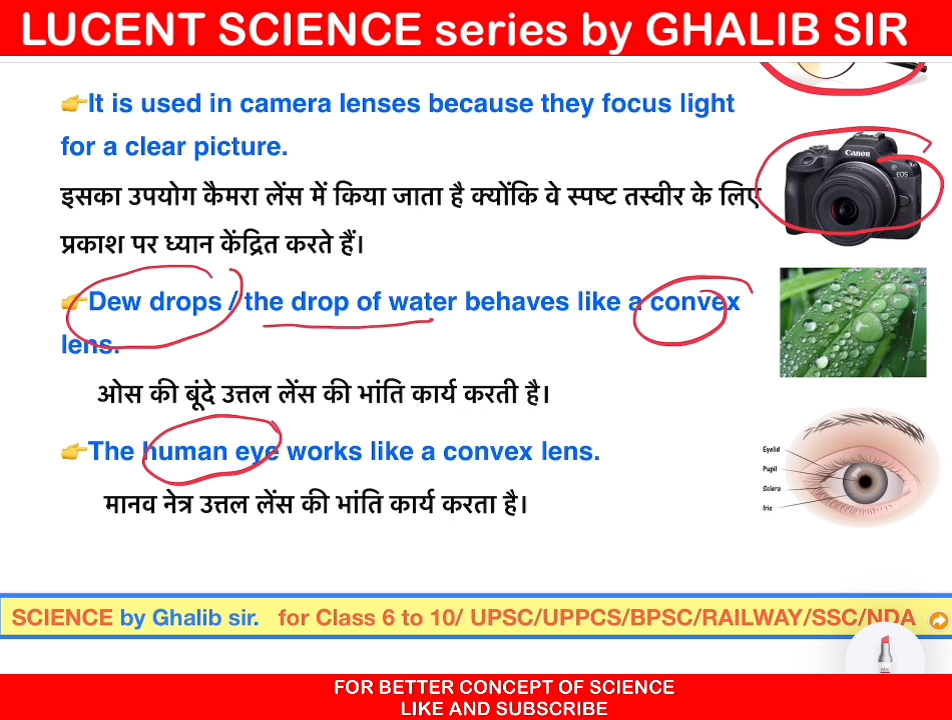 LUCENT SCIENCE series by GHALIB SIR
👉It is used in camera lenses because they focus light
for a clear picture.
इसका उपयोग कैमरा लेंस में किया जाता है क्योंकि वे स्पष्ट तस्वीर के लिए
प्रकाश पर ध्यान केंद्रित करते हैं।
Canon
EOS
👉Dew drops / the drop of water behaves like a convex
lens.
ओस की बूंदे उत्तल लेंस की भांति कार्य करती है।
👉The human eye works like a convex lens.
मानव नेत्र उत्तल लेंस की भांति कार्य करता है।
Eyelid
Pupil
Sclera
Iris
SCIENCE by Ghalib sir. for Class 6 to 10/ UPSC/UPPCS/BPSC/RAILWAY/SSC/NDA
FOR BETTER CONCEPT OF SCIENCE
LIKE AND SUBSCRIBE